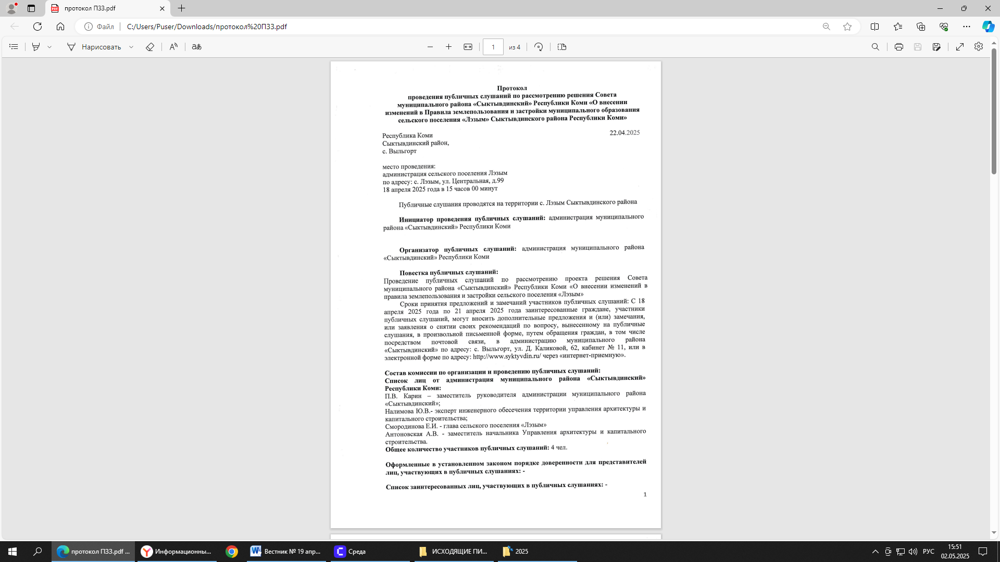 протокол ПЗЗ.pdf
Файл
C:/Users/Puser/Downloads/протокол%20ПЗЗ.pdf
Нарисовать
1
из 4
Протокол
проведения публичных слушаний по рассмотрению решения Совета
муниципального района «Сыктывдинский» Республики Коми «О внесении
изменений в Правила землепользования и застройки муниципального образования
сельского поселения «Лэзым» Сыктывдинского района Республики Коми»
Республика Коми
22.04.2025
Сыктывдинский район,
с. Выльгорт
место проведения:
администрация сельского поселения Лэзым
по адресу: с. Лэзым, ул. Центральная, д.99
18 апреля 2025 года в 15 часов 00 минут
Публичные слушания проводятся на территории с. Лэзым Сыктывдинского района
Инициатор проведения публичных слушаний: администрация муниципального
района «Сыктывдинский» Республики Коми
Организатор публичных слушаний: администрация муниципального района
«Сыктывдинский» Республики Коми
Повестка публичных слушаний:
Проведение публичных слушаний по рассмотрению проекта решения Совета
муниципального района «Сыктывдинский» Республики Коми «О внесении изменений в
правила землепользования и застройки сельского поселения «Лэзым»
Сроки принятия предложений и замечаний участников публичных слушаний: С 18
апреля 2025 года по 21 апреля 2025 года заинтересованные граждане, участники
публичных слушаний, могут вносить дополнительные предложения и (или) замечания,
или заявления о снятии своих рекомендаций по вопросу, вынесенному на публичные
слушания, в произвольной письменной форме, путем обращения граждан, в том числе
посредством почтовой связи, в администрацию муниципального района
«Сыктывдинский» по адресу: с. Выльгорт, ул. Д. Каликовой, 62, кабинет № 11, или в
электронной форме по адресу: http://www.syktyvdin.ru/ через «интернет-приемную».
Состав комиссии по организации и проведению публичных слушаний:
Список лиц от администрация муниципального района «Сыктывдинский»
Республики Коми:
П.В. Карин – заместитель руководителя администрации муниципального района
«Сыктывдинский»;
Налимова Ю.В.- эксперт инженерного обесечения территории управления архитектуры и
капитального строительства;
Смородинова Е.И. - глава сельского поселения «Лэзым»
Антоновская А.В. - заместитель начальника Управления архитектуры и капитального
строительства.
Общее количество участников публичных слушаний: 4 чел.
Оформленные в установленном законом порядке доверенности для представителей
лиц, участвующих в публичных слушаниях: -
Список заинтересованных лиц, участвующих в публичных слушаниях: -
1
протокол ПЗЗ.pdf ...
Информационны...
Вестник № 19 апр...
Среда
ИСХОДЯЩИЕ ПИ...
2025
РУС
15:51
02.05.2025